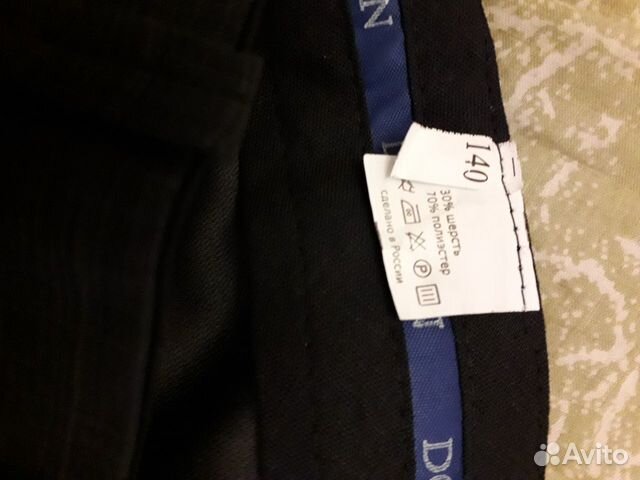 140
30% шерсть
70% полиэстер
сделано в России
N
D
Avito